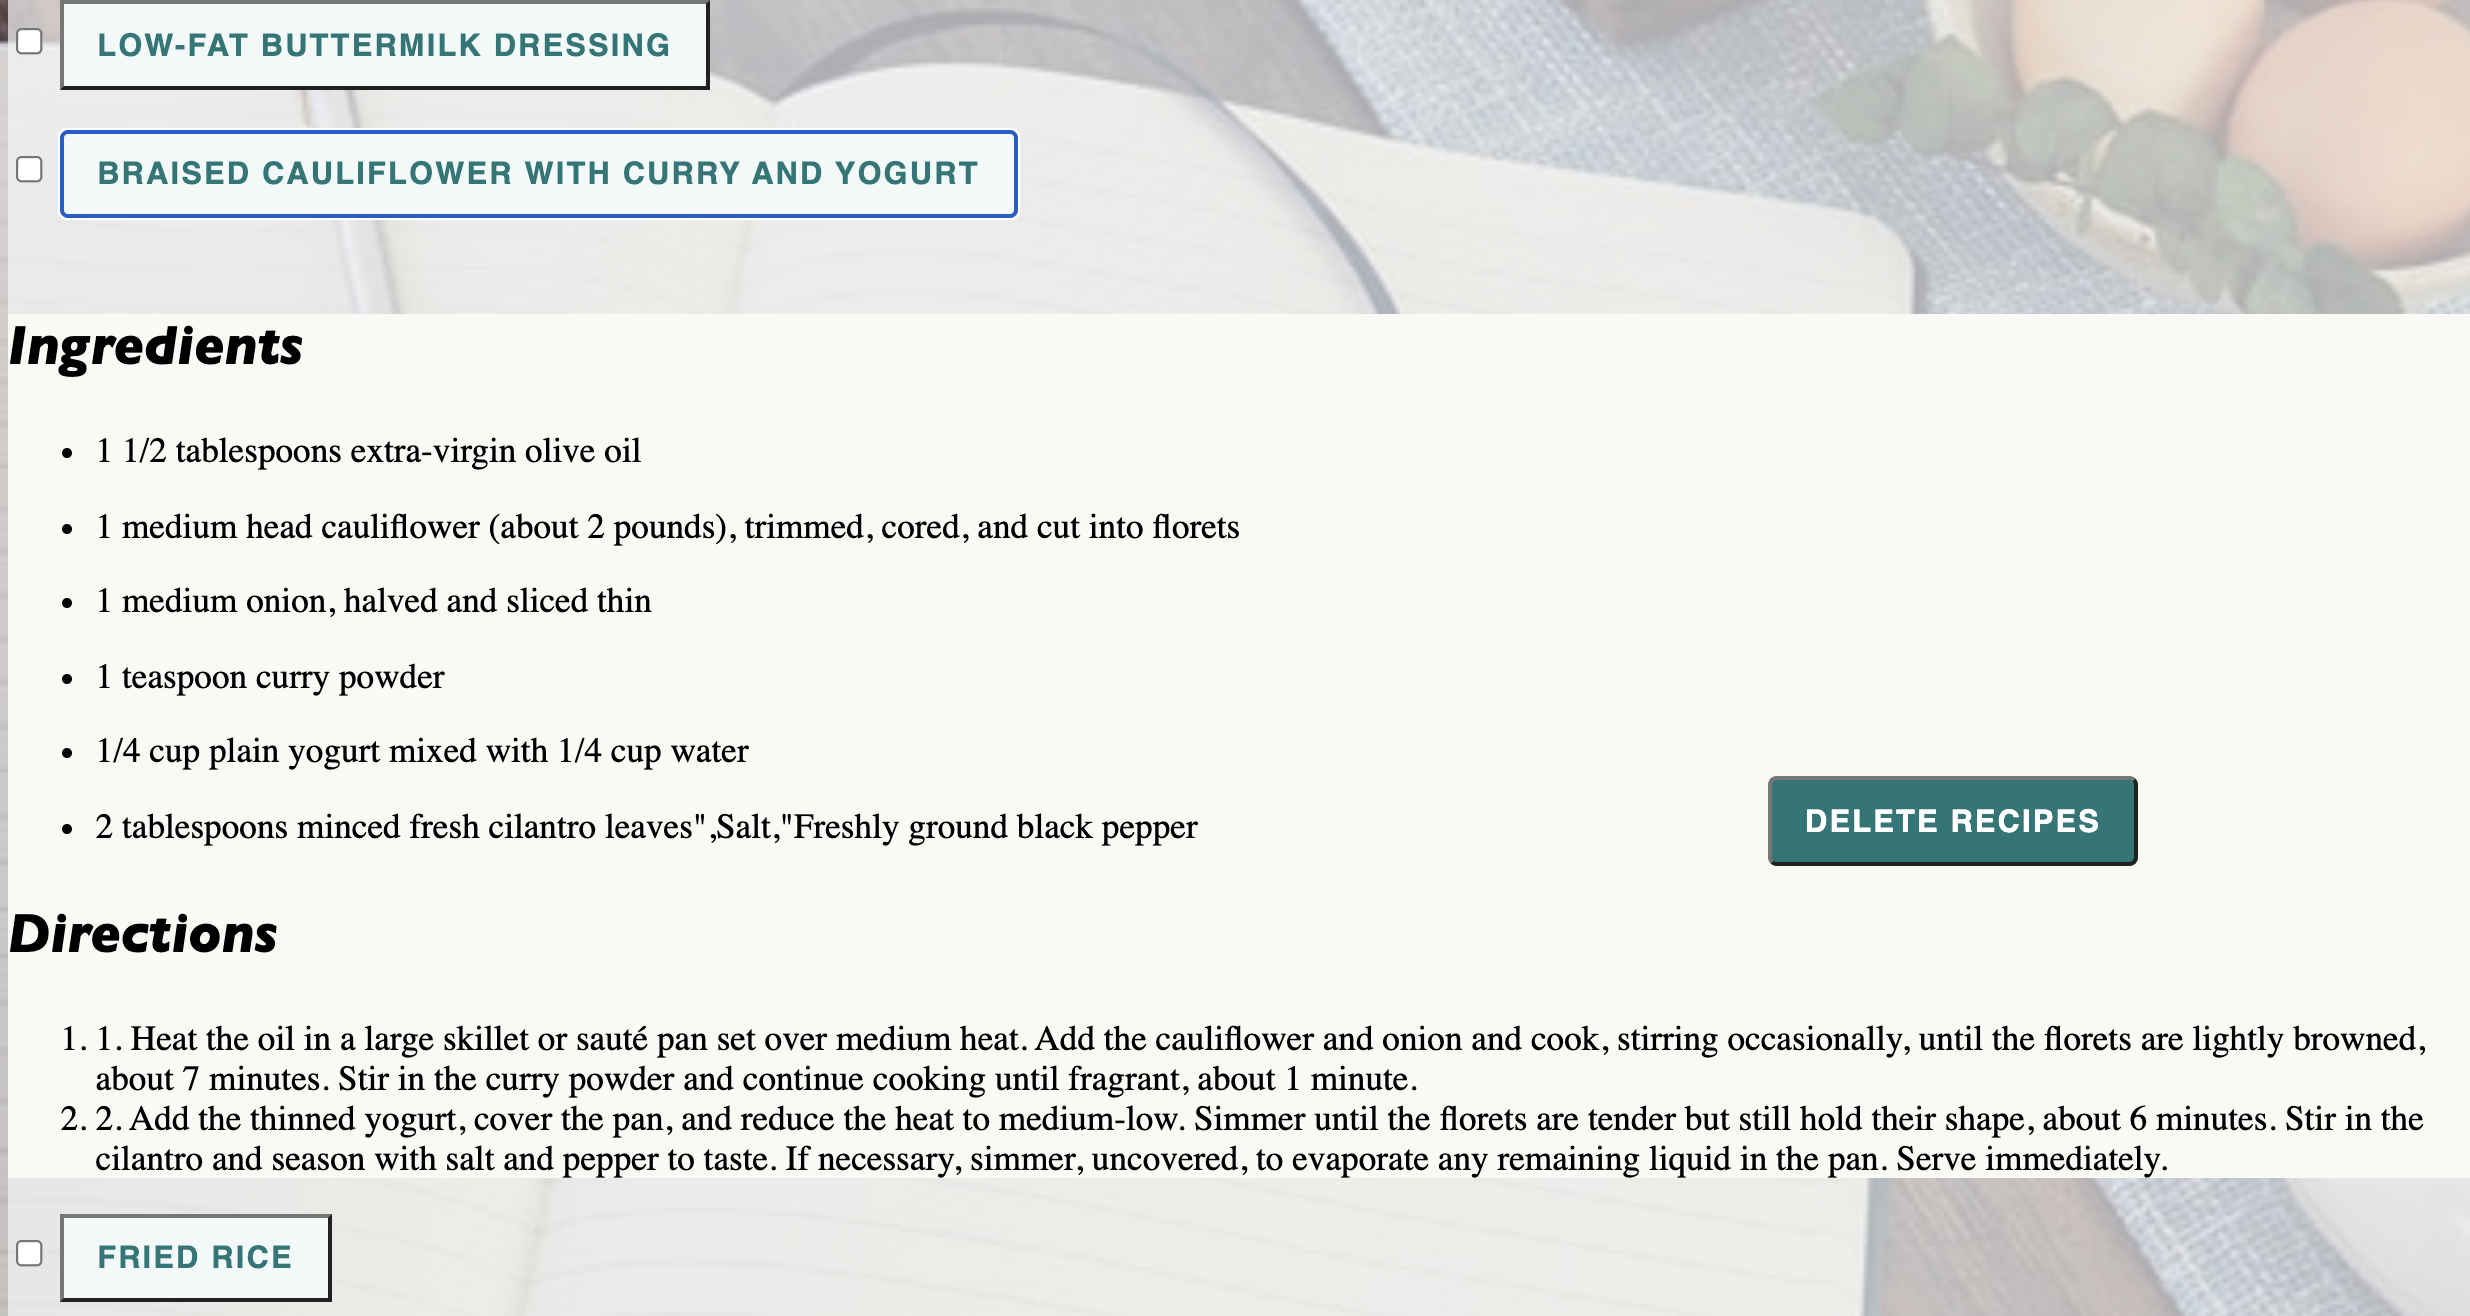 LOW-FAT BUTTERMILK DRESSING
BRAISED CAULIFLOWER WITH CURRY AND YOGURT
Ingredients
• 1 1/2 tablespoons extra-virgin olive oil
• 1 medium head cauliflower (about 2 pounds), trimmed, cored, and cut into florets
• 1 medium onion, halved and sliced thin
• 1 teaspoon curry powder
• 1/4 cup plain yogurt mixed with 1/4 cup water
• 2 tablespoons minced fresh cilantro leaves",Salt,"Freshly ground black pepper
DELETE RECIPES
Directions
1. 1. Heat the oil in a large skillet or sauté pan set over medium heat. Add the cauliflower and onion and cook, stirring occasionally, until the florets are lightly browned,
about 7 minutes. Stir in the curry powder and continue cooking until fragrant, about 1 minute.
2. 2. Add the thinned yogurt, cover the pan, and reduce the heat to medium-low. Simmer until the florets are tender but still hold their shape, about 6 minutes. Stir in the
cilantro and season with salt and pepper to taste. If necessary, simmer, uncovered, to evaporate any remaining liquid in the pan. Serve immediately.
FRIED RICE